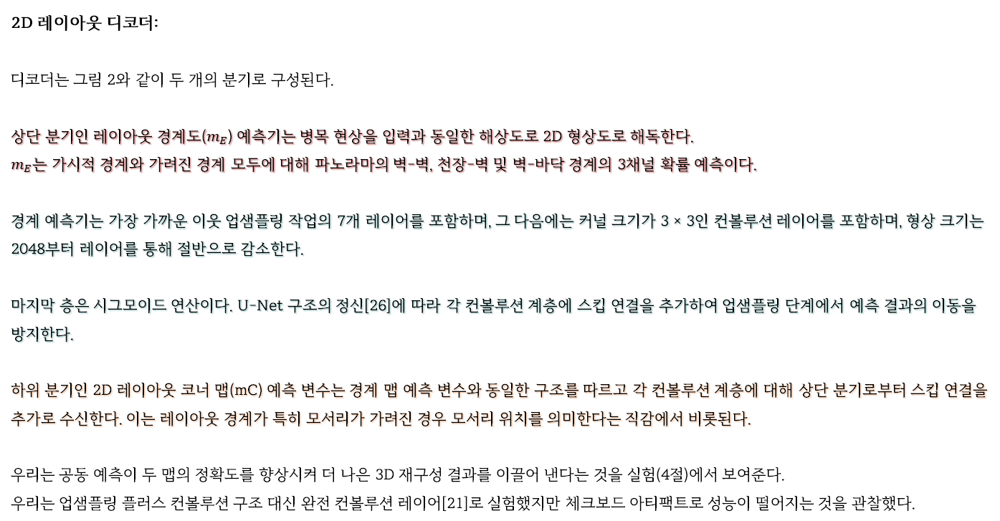 2D 레이아웃 디코더:
디코더는 그림 2와 같이 두 개의 분기로 구성된다.
상단 분기인 레이아웃 경계도(m_E) 예측기는 병목 현상을 입력과 동일한 해상도로 2D 형상도로 해독한다.
m_E는 가시적 경계와 가려진 경계 모두에 대해 파노라마의 벽-벽, 천장-벽 및 벽-바닥 경계의 3채널 확률 예측이다.
경계 예측기는 가장 가까운 이웃 업샘플링 작업의 7개 레이어를 포함하며, 그 다음에는 커널 크기가 3 × 3인 컨볼루션 레이어를 포함하며, 형상 크기는
2048부터 레이어를 통해 절반으로 감소한다.
마지막 층은 시그모이드 연산이다. U-Net 구조의 정신[26]에 따라 각 컨볼루션 계층에 스킵 연결을 추가하여 업샘플링 단계에서 예측 결과의 이동을
방지한다.
하위 분기인 2D 레이아웃 코너 맵(mC) 예측 변수는 경계 맵 예측 변수와 동일한 구조를 따르고 각 컨볼루션 계층에 대해 상단 분기로부터 스킵 연결을
추가로 수신한다. 이는 레이아웃 경계가 특히 모서리가 가려진 경우 모서리 위치를 의미한다는 직감에서 비롯된다.
우리는 공동 예측이 두 맵의 정확도를 향상시켜 더 나은 3D 재구성 결과를 이끌어 낸다는 것을 실험(4절)에서 보여준다.
우리는 업샘플링 플러스 컨볼루션 구조 대신 완전 컨볼루션 레이어[21]로 실험했지만 체크보드 아티팩트로 성능이 떨어지는 것을 관찰했다.